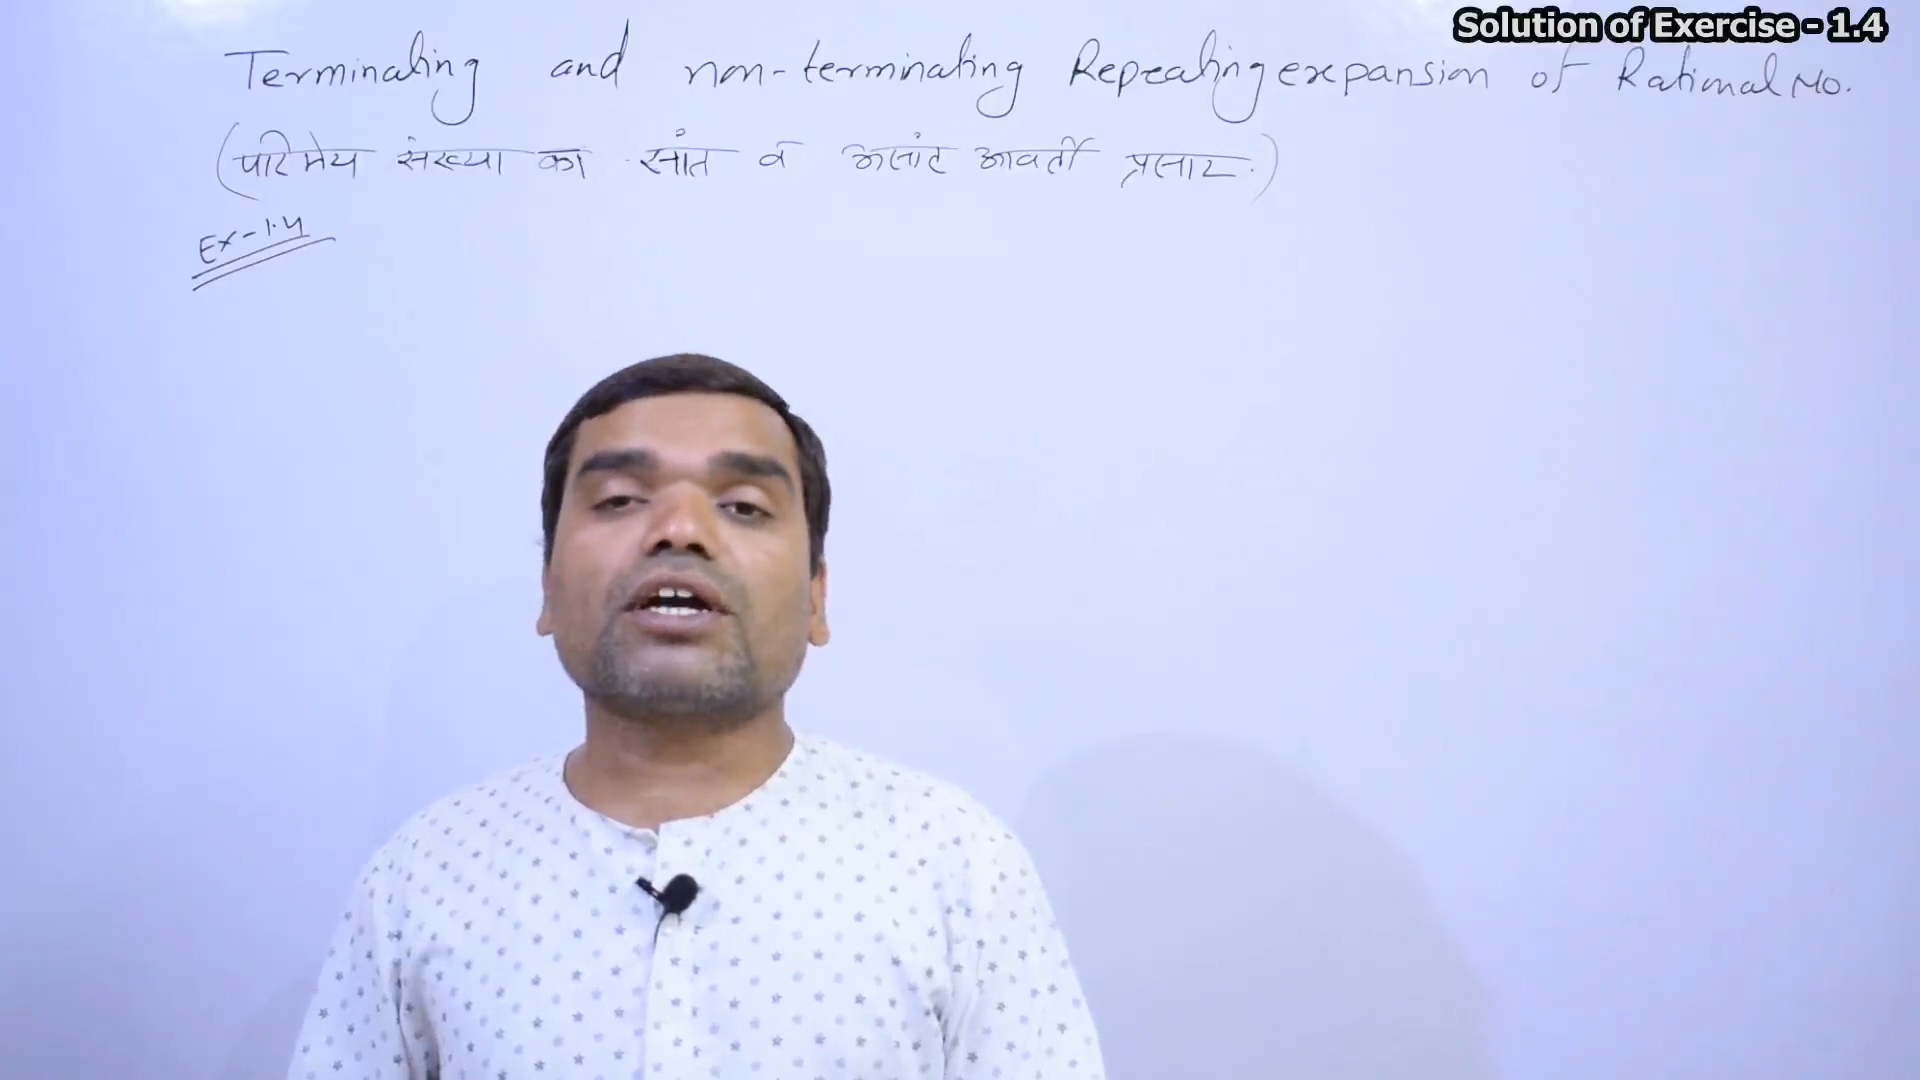 Solution of Exercise - 1.4
Terminating and non-terminating Repeating expansion of Rational No.
(परिमेय संख्या का सांत व असांत आवर्ती प्रसार.)
Ex-1.4